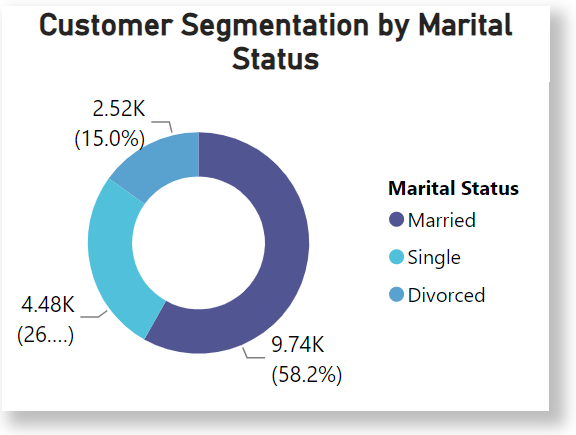 Customer Segmentation by Marital
Status
2.52K
(15.0%)
Marital Status
Married
Single
Divorced
4.48K
(26....)
9.74K
(58.2%)